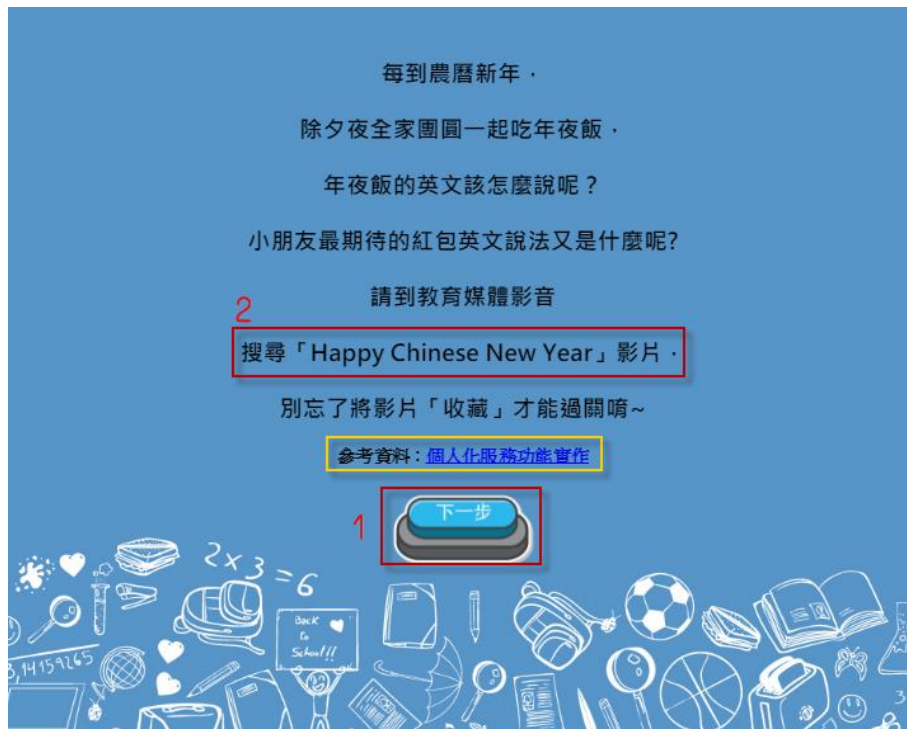 每到農曆新年，
除夕夜全家團圓一起吃年夜飯，
年夜飯的英文該怎麼說呢？
小朋友最期待的紅包英文說法又是什麼呢?
請到教育媒體影音
2
搜尋「Happy Chinese New Year」影片，
別忘了將影片「收藏」才能過關唷~
參考資料：個人化服務功能實作
1
下一步
2×3=6
Back
to
School!!
3,14159265